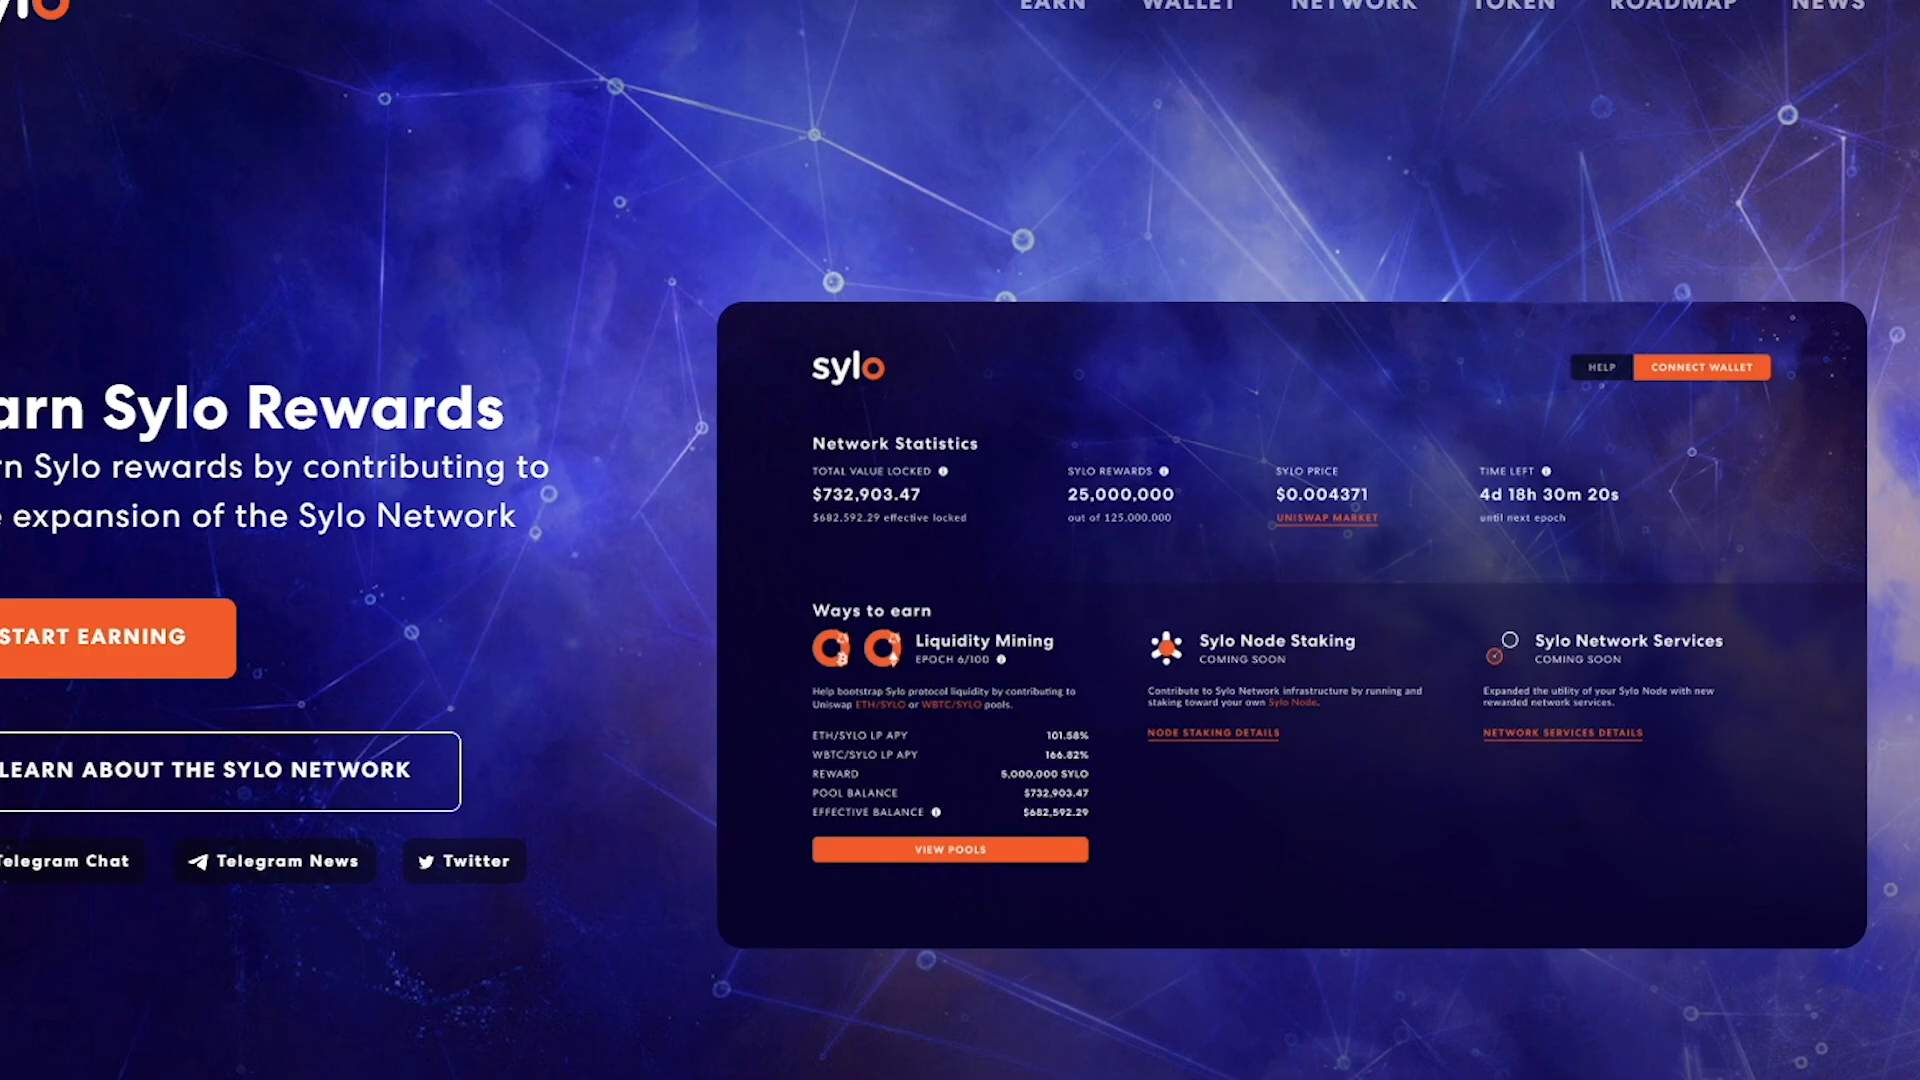 sylo
EARN WALLET NETWORK TOKEN ROADMAP NEWS
arn Sylo Rewards
rn Sylo rewards by contributing to
e expansion of the Sylo Network
START EARNING
LEARN ABOUT THE SYLO NETWORK
Telegram Chat Telegram News Twitter
sylo
HELP CONNECT WALLET
Network Statistics
TOTAL VALUE LOCKED SYLO REWARDS SYLO PRICE TIME LEFT
$732,903.47 25,000,000 $0.004371 4d 18h 30m 20s
$682,592.29 effective locked out of 125,000,000 UNISWAP MARKET until next epoch
Ways to earn
Liquidity Mining
EPOCH 6/100
Help bootstrap Sylo protocol liquidity by contributing to
Uniswap ETH/SYLO or WBTC/SYLO pools.
ETH/SYLO LP APY 101.58%
WBTC/SYLO LP APY 166.82%
REWARD 5,000,000 SYLO
POOL BALANCE $732,903.47
EFFECTIVE BALANCE $682,592.29
VIEW POOLS
Sylo Node Staking
COMING SOON
Contribute to Sylo Network infrastructure by running and
staking toward your own Sylo Node.
NODE STAKING DETAILS
Sylo Network Services
COMING SOON
Expanded the utility of your Sylo Node with new
rewarded network services.
NETWORK SERVICES DETAILS